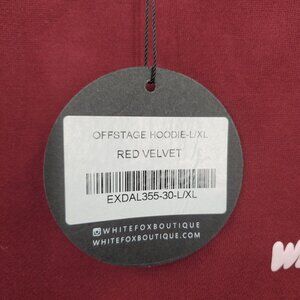 OFFSTAGE HOODIE-L/XL
RED VELVET
EXDAL355-30-L/XL
WHITEFOXBOUTIQUE
WHITEFOXBOUTIQUE.COM